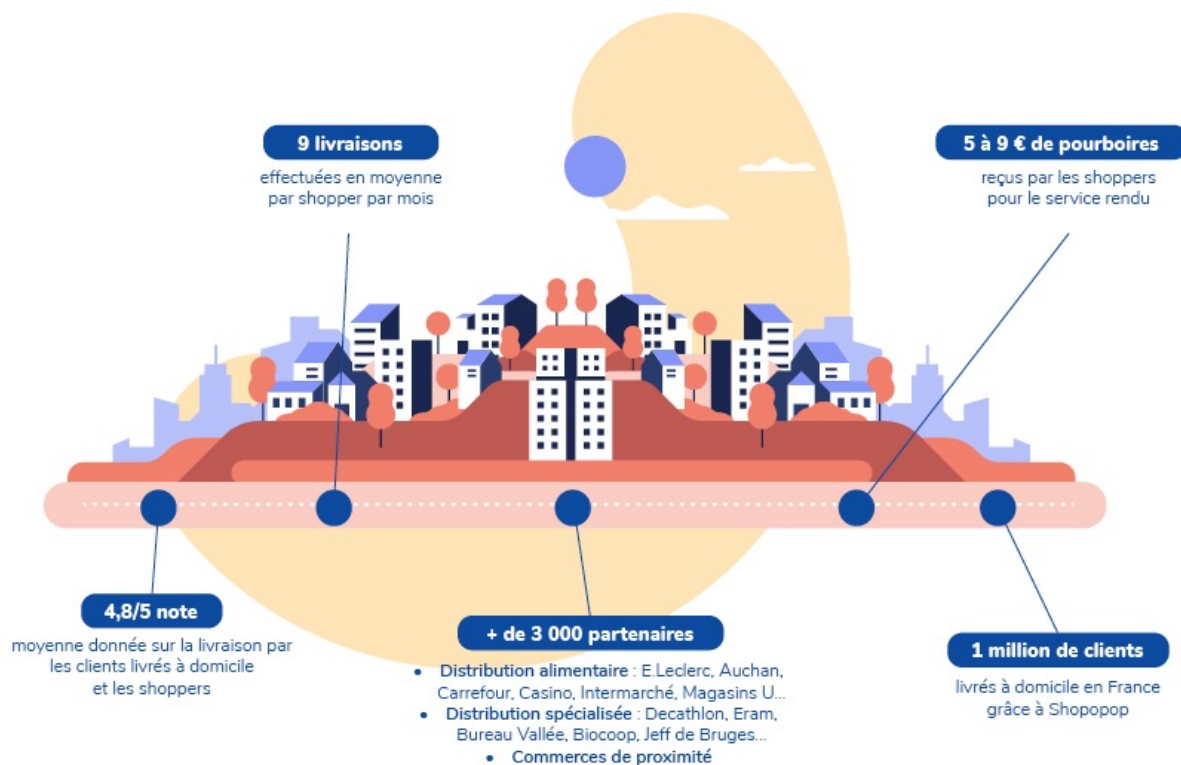 9 livraisons
effectuées en moyenne
par shopper par mois
5 à 9 € de pourboires
reçus par les shoppers
pour le service rendu
4,8/5 note
moyenne donnée sur la livraison par
les clients livrés à domicile
et les shoppers
+ de 3 000 partenaires
• Distribution alimentaire : E.Leclerc, Auchan,
Carrefour, Casino, Intermarché, Magasins U...
• Distribution spécialisée : Decathlon, Eram,
Bureau Vallée, Biocoop, Jeff de Bruges...
• Commerces de proximité
1 million de clients
livrés à domicile en France
grâce à Shopopop